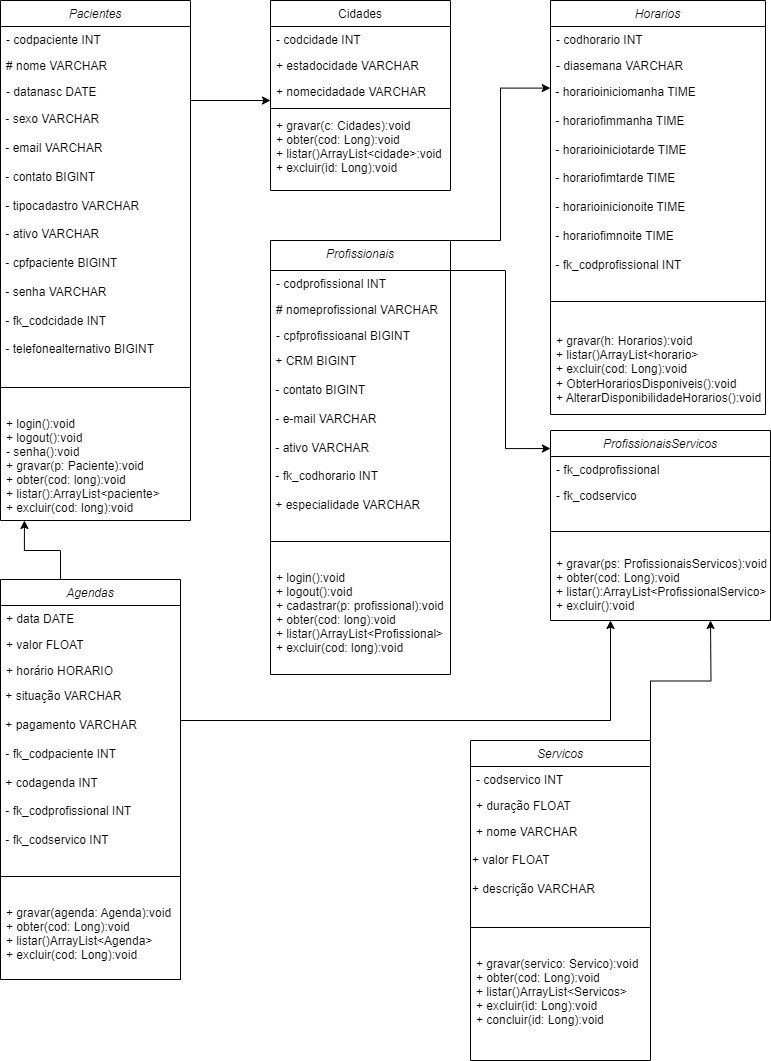 Pacientes
- codpaciente INT
# nome VARCHAR
- datanasc DATE
- sexo VARCHAR
- email VARCHAR
- contato BIGINT
- tipocadastro VARCHAR
- ativo VARCHAR
- cpfpaciente BIGINT
- senha VARCHAR
- fk_codcidade INT
- telefonealternativo BIGINT
+ login():void
+ logout():void
- senha():void
+ gravar(p: Paciente):void
+ obter(cod: long):void
+ listar():ArrayList<paciente>
+ excluir(cod: long):void
Cidades
- codcidade INT
+ estadocidade VARCHAR
+ nomecidadade VARCHAR
+ gravar(c: Cidades):void
+ obter(cod: Long):void
+ listar()ArrayList<cidade>:void
+ excluir(id: Long):void
Horarios
- codhorario INT
- diasemana VARCHAR
- horarioiniciomanha TIME
- horariofimmanha TIME
- horarioiniciotarde TIME
- horariofimtarde TIME
- horarioinicionoite TIME
- horariofimnoite TIME
- fk_codprofissional INT
+ gravar(h: Horarios):void
+ listar()ArrayList<horario>
+ excluir(cod: Long):void
+ ObterHorariosDisponiveis():void
+ AlterarDisponibilidadeHorarios():void
Profissionais
- codprofissional INT
# nomeprofissional VARCHAR
- cpfprofissioanal BIGINT
+ CRM BIGINT
- contato BIGINT
- e-mail VARCHAR
- ativo VARCHAR
- fk_codhorario INT
+ especialidade VARCHAR
+ login():void
+ logout():void
+ cadastrar(p: profissional):void
+ obter(cod: long):void
+ listar()ArrayList<Profissional>
+ excluir(cod: long):void
ProfissionaisServicos
- fk_codprofissional
- fk_codservico
+ gravar(ps: ProfissionaisServicos):void
+ obter(cod: Long):void
+ listar():ArrayList<ProfissionalServico>
+ excluir():void
Agendas
+ data DATE
+ valor FLOAT
+ horário HORARIO
+ situação VARCHAR
+ pagamento VARCHAR
- fk_codpaciente INT
+ codagenda INT
- fk_codprofissional INT
- fk_codservico INT
+ gravar(agenda: Agenda):void
+ obter(cod: Long):void
+ listar()ArrayList<Agenda>
+ excluir(cod: Long):void
Servicos
- codservico INT
+ duração FLOAT
+ nome VARCHAR
+ valor FLOAT
+ descrição VARCHAR
+ gravar(servico: Servico):void
+ obter(cod: Long):void
+ listar()ArrayList<Servicos>
+ excluir(id: Long):void
+ concluir(id: Long):void